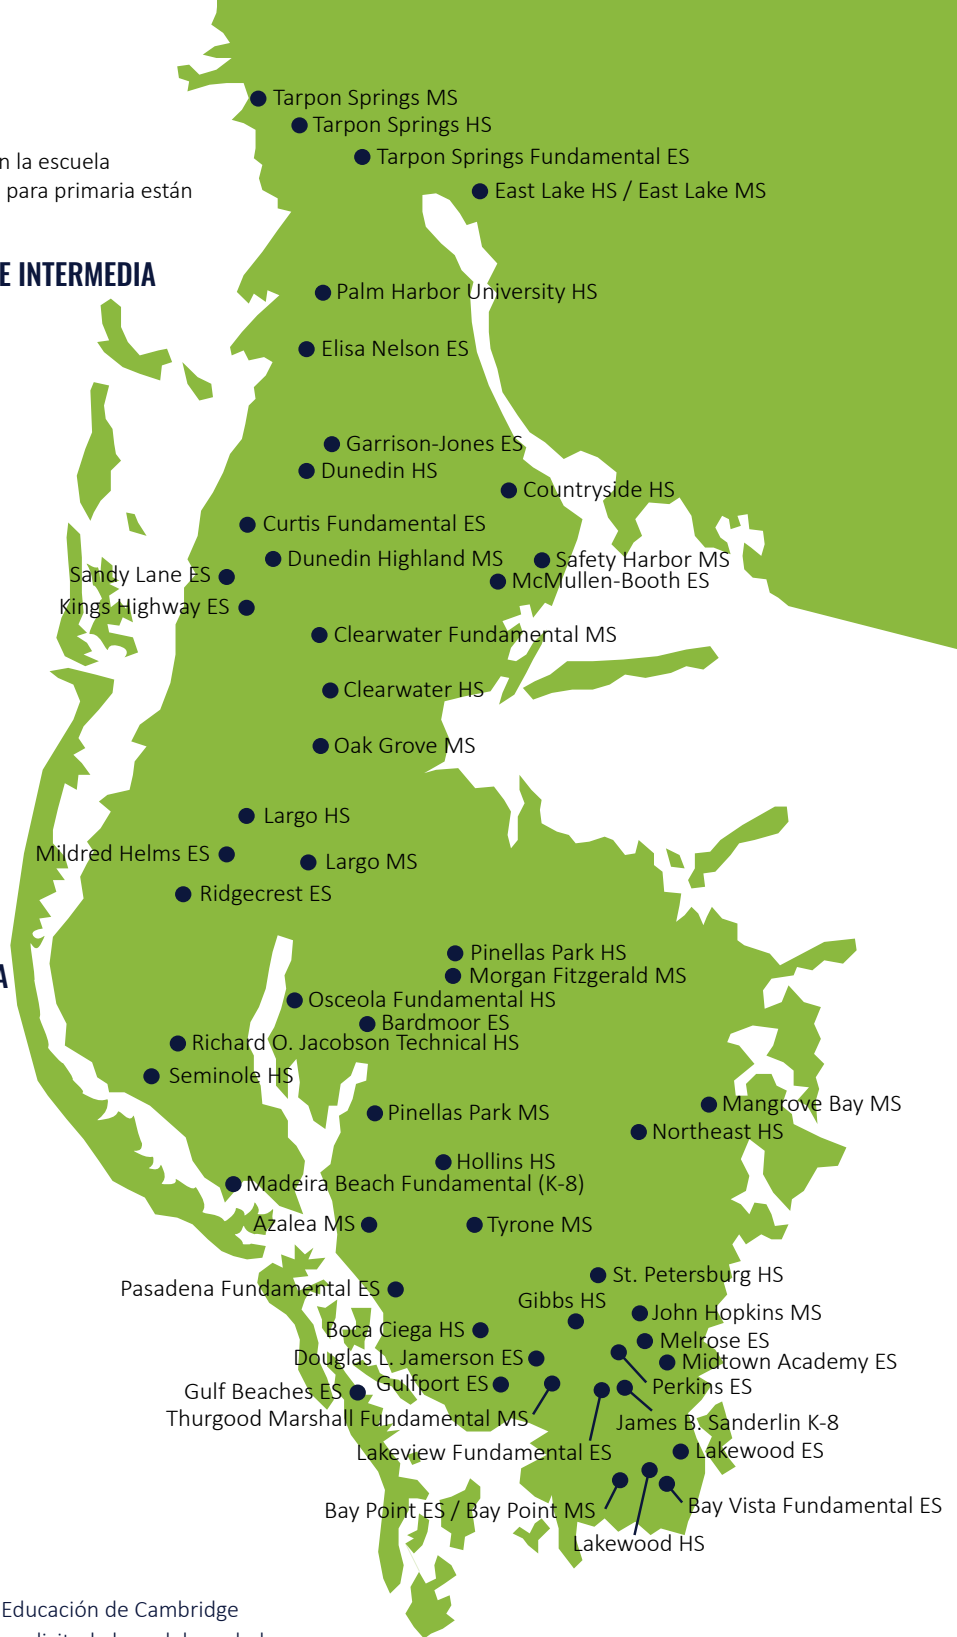 Tarpon Springs MS
Tarpon Springs HS
Tarpon Springs Fundamental ES
n la escuela
para primaria están
East Lake HS / East Lake MS
E INTERMEDIA
Palm Harbor University HS
Elisa Nelson ES
Garrison-Jones ES
Dunedin HS
Countryside HS
Curtis Fundamental ES
Dunedin Highland MS
Safety Harbor MS
Sandy Lane ES
McMullen-Booth ES
Kings Highway ES
Clearwater Fundamental MS
Clearwater HS
Oak Grove MS
Largo HS
Mildred Helms ES
Largo MS
Ridgecrest ES
Pinellas Park HS
A
Morgan Fitzgerald MS
Osceola Fundamental HS
Bardmoor ES
Richard O. Jacobson Technical HS
Seminole HS
Mangrove Bay MS
Pinellas Park MS
Northeast HS
Hollins HS
Madeira Beach Fundamental (K-8)
Azalea MS
Tyrone MS
St. Petersburg HS
Pasadena Fundamental ES
Gibbs HS
John Hopkins MS
Boca Ciega HS
Melrose ES
Douglas L. Jamerson ES
Midtown Academy ES
Gulfport ES
Perkins ES
Gulf Beaches ES
Thurgood Marshall Fundamental MS
James B. Sanderlin K-8
Lakeview Fundamental ES
Lakewood ES
Bay Vista Fundamental ES
Bay Point ES / Bay Point MS
Lakewood HS
Educación de Cambridge